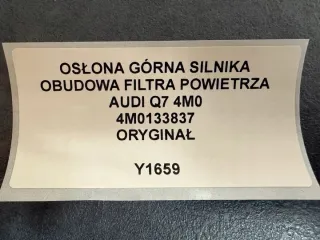 OSŁONA GÓRNA SILNIKA
OBUDOWA FILTRA POWIETRZA
AUDI Q7 4M0
4M0133837
ORYGINAŁ
Y1659